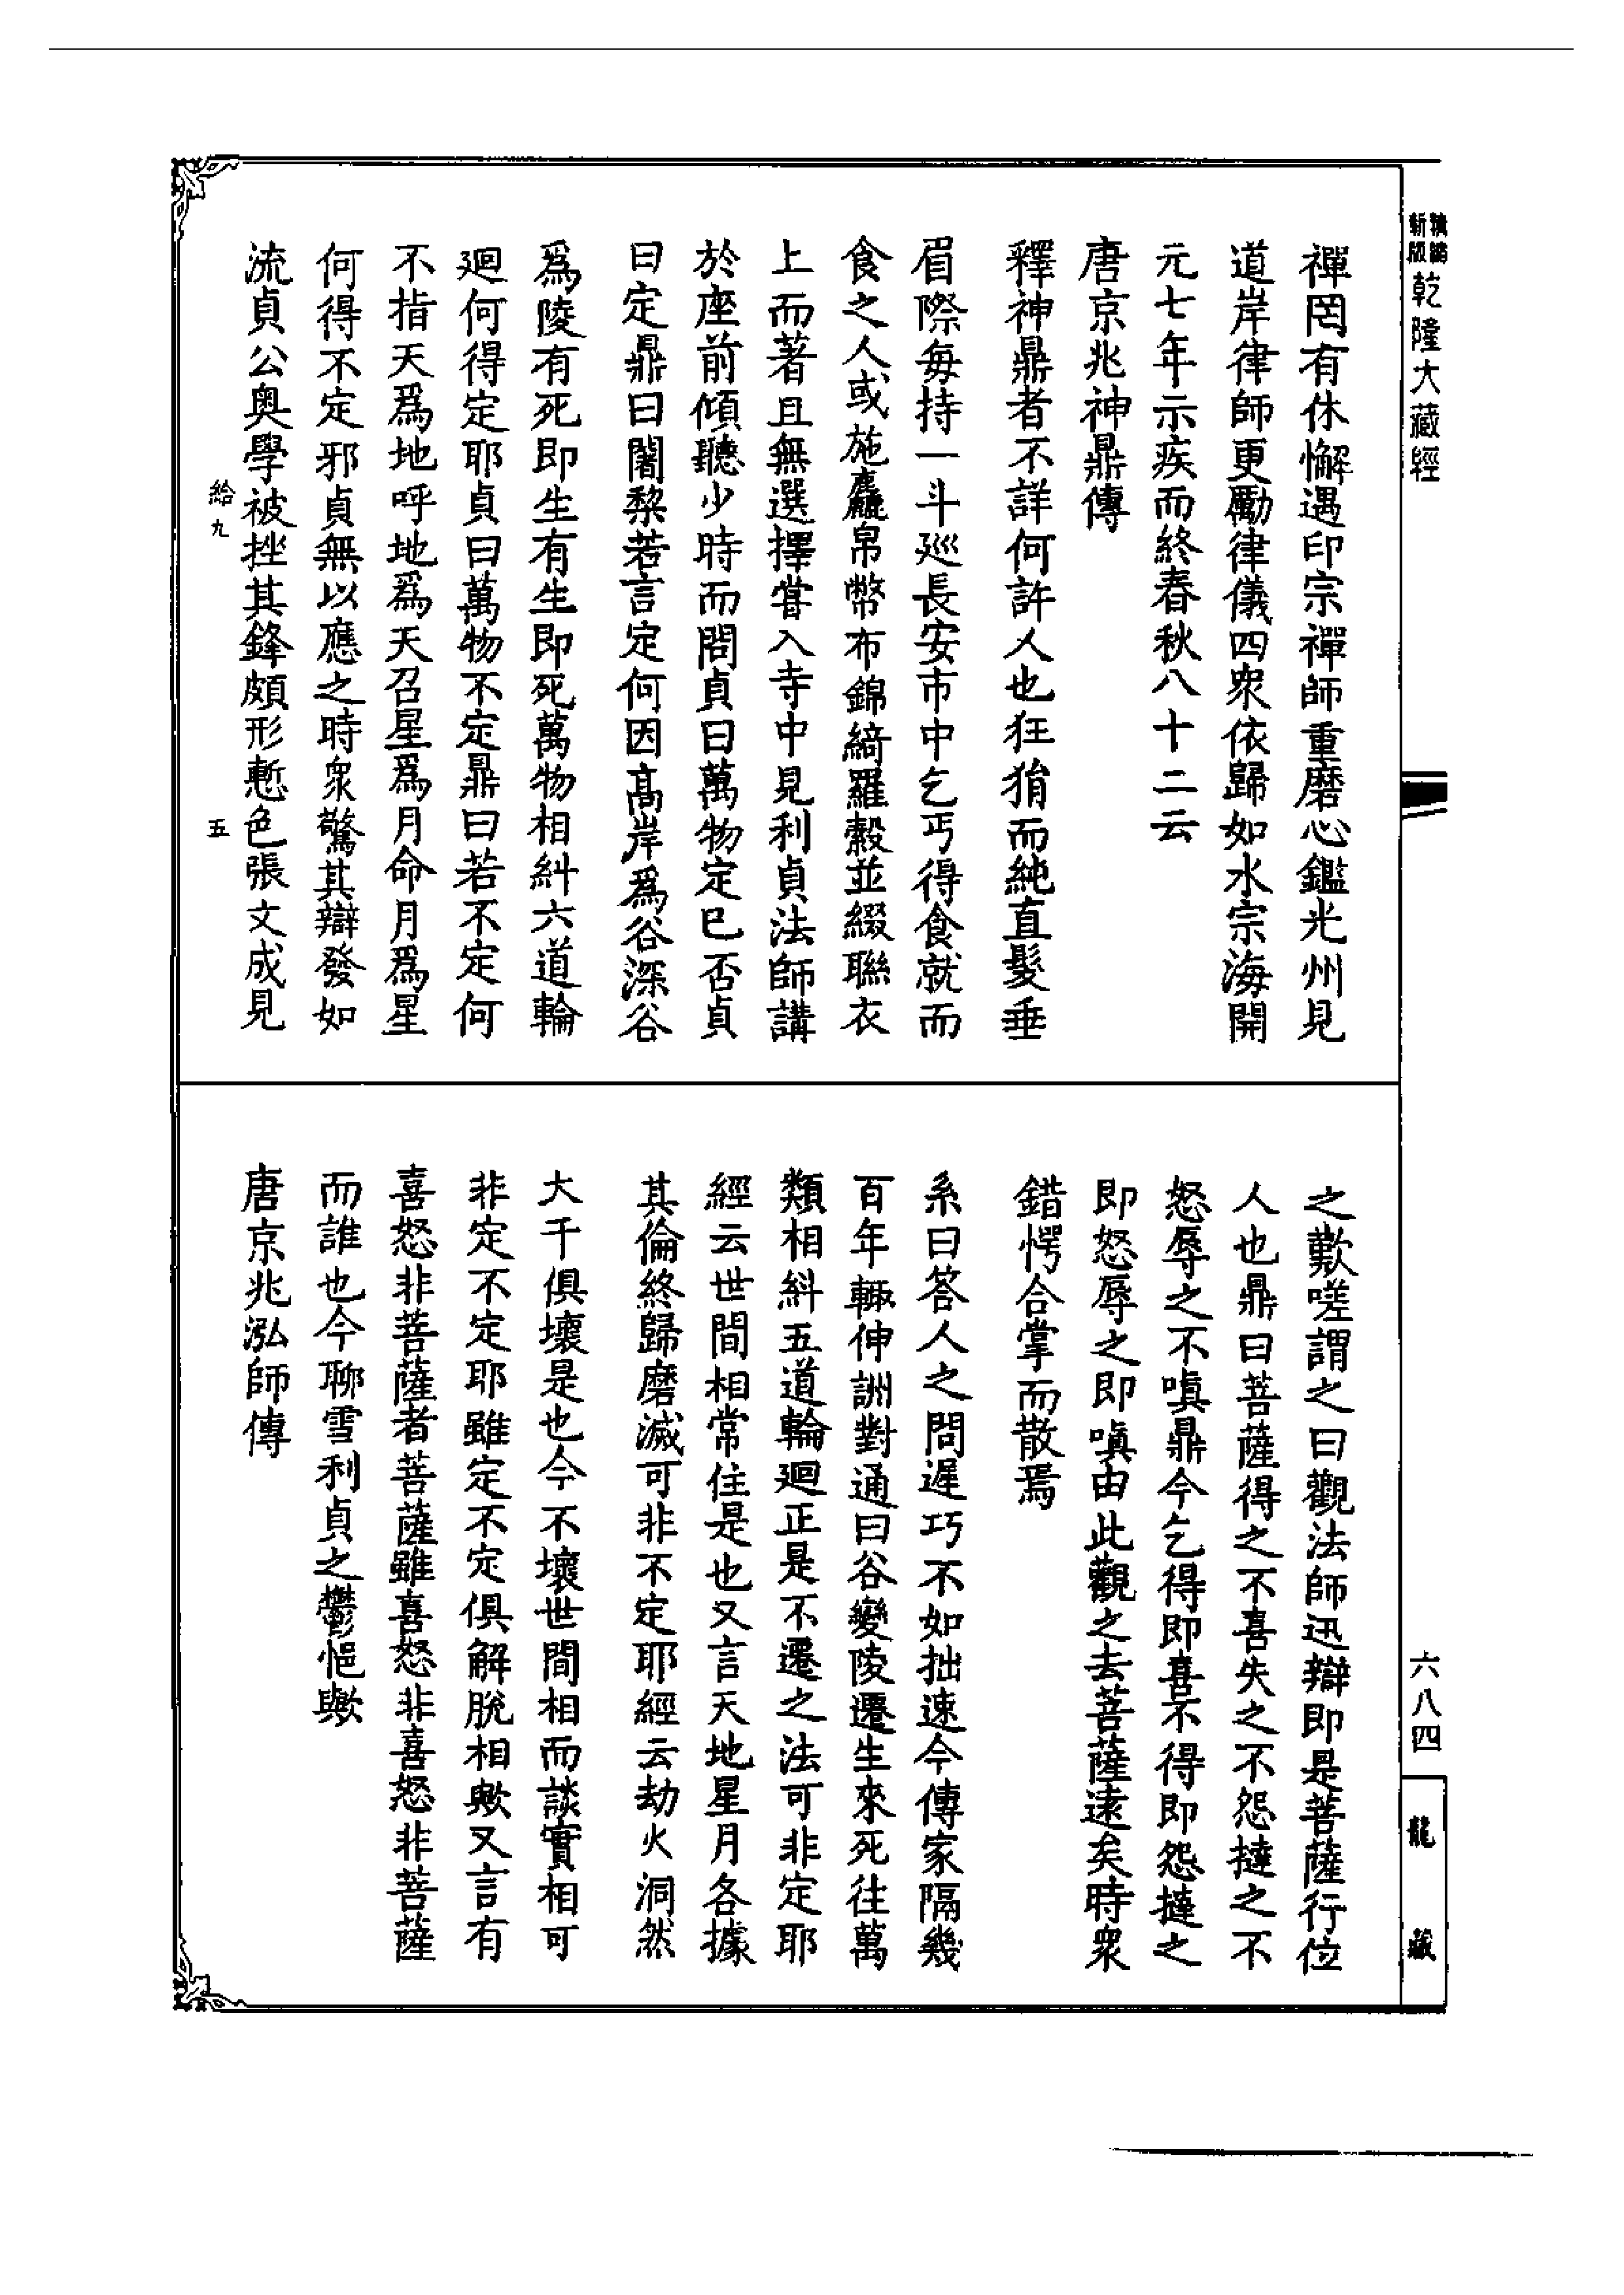 乾隆大藏經
禪罔有休懈遇印宗禪師重磨心鑑光州見
道岸律師更勵律儀四衆依歸如水宗海開
元七年示疾而終春秋八十二云
唐京兆神鼎傳
釋神鼎者不詳何許人也狂狷而純直髮垂
眉際每持一斗巡長安市中乞丐得食就而
食之人或施麤帛幣布錦綺羅縠並綴聯衣
上而著且無選擇甞入寺中見利貞法師講
於座前傾聽少時而問貞曰萬物定已否貞
曰定鼎曰闍黎若言定何因高岸爲谷深谷
爲陵有死即生有生即死萬物相糾六道輪
迴何得定耶貞曰萬物不定鼎曰若不定何
不指天爲地呼地爲天召星爲月命月爲星
何得不定邪貞無以應之時衆驚其辯發如
流貞公奧學被挫其鋒頗形慙色張文成見
給九
五
之歎嗟謂之曰觀法師迅辯即是菩薩行位
人也鼎曰菩薩得之不喜失之不怨撻之不
怒辱之不嗔鼎今乞得即喜不得即怨撻之
即怒辱之即嗔由此觀之去菩薩遠矣時衆
錯愕合掌而散焉
系曰答人之問遲巧不如拙速今傳家隔幾
百年輒伸詶對通曰谷變陵遷生來死往萬
類相糾五道輪迴正是不遷之法可非定耶
經云世間相常住是也又言天地星月各據
其倫終歸磨滅可非不定耶經云劫火洞然
大千俱壞是也今不壞世間相而談實相可
非定不定耶雖定不定俱解脫相歟又言有
喜怒非菩薩者菩薩雖喜怒非喜怒非菩薩
而誰也今聊雪利貞之鬱悒歟
唐京兆泓師傳
六八四
龍藏